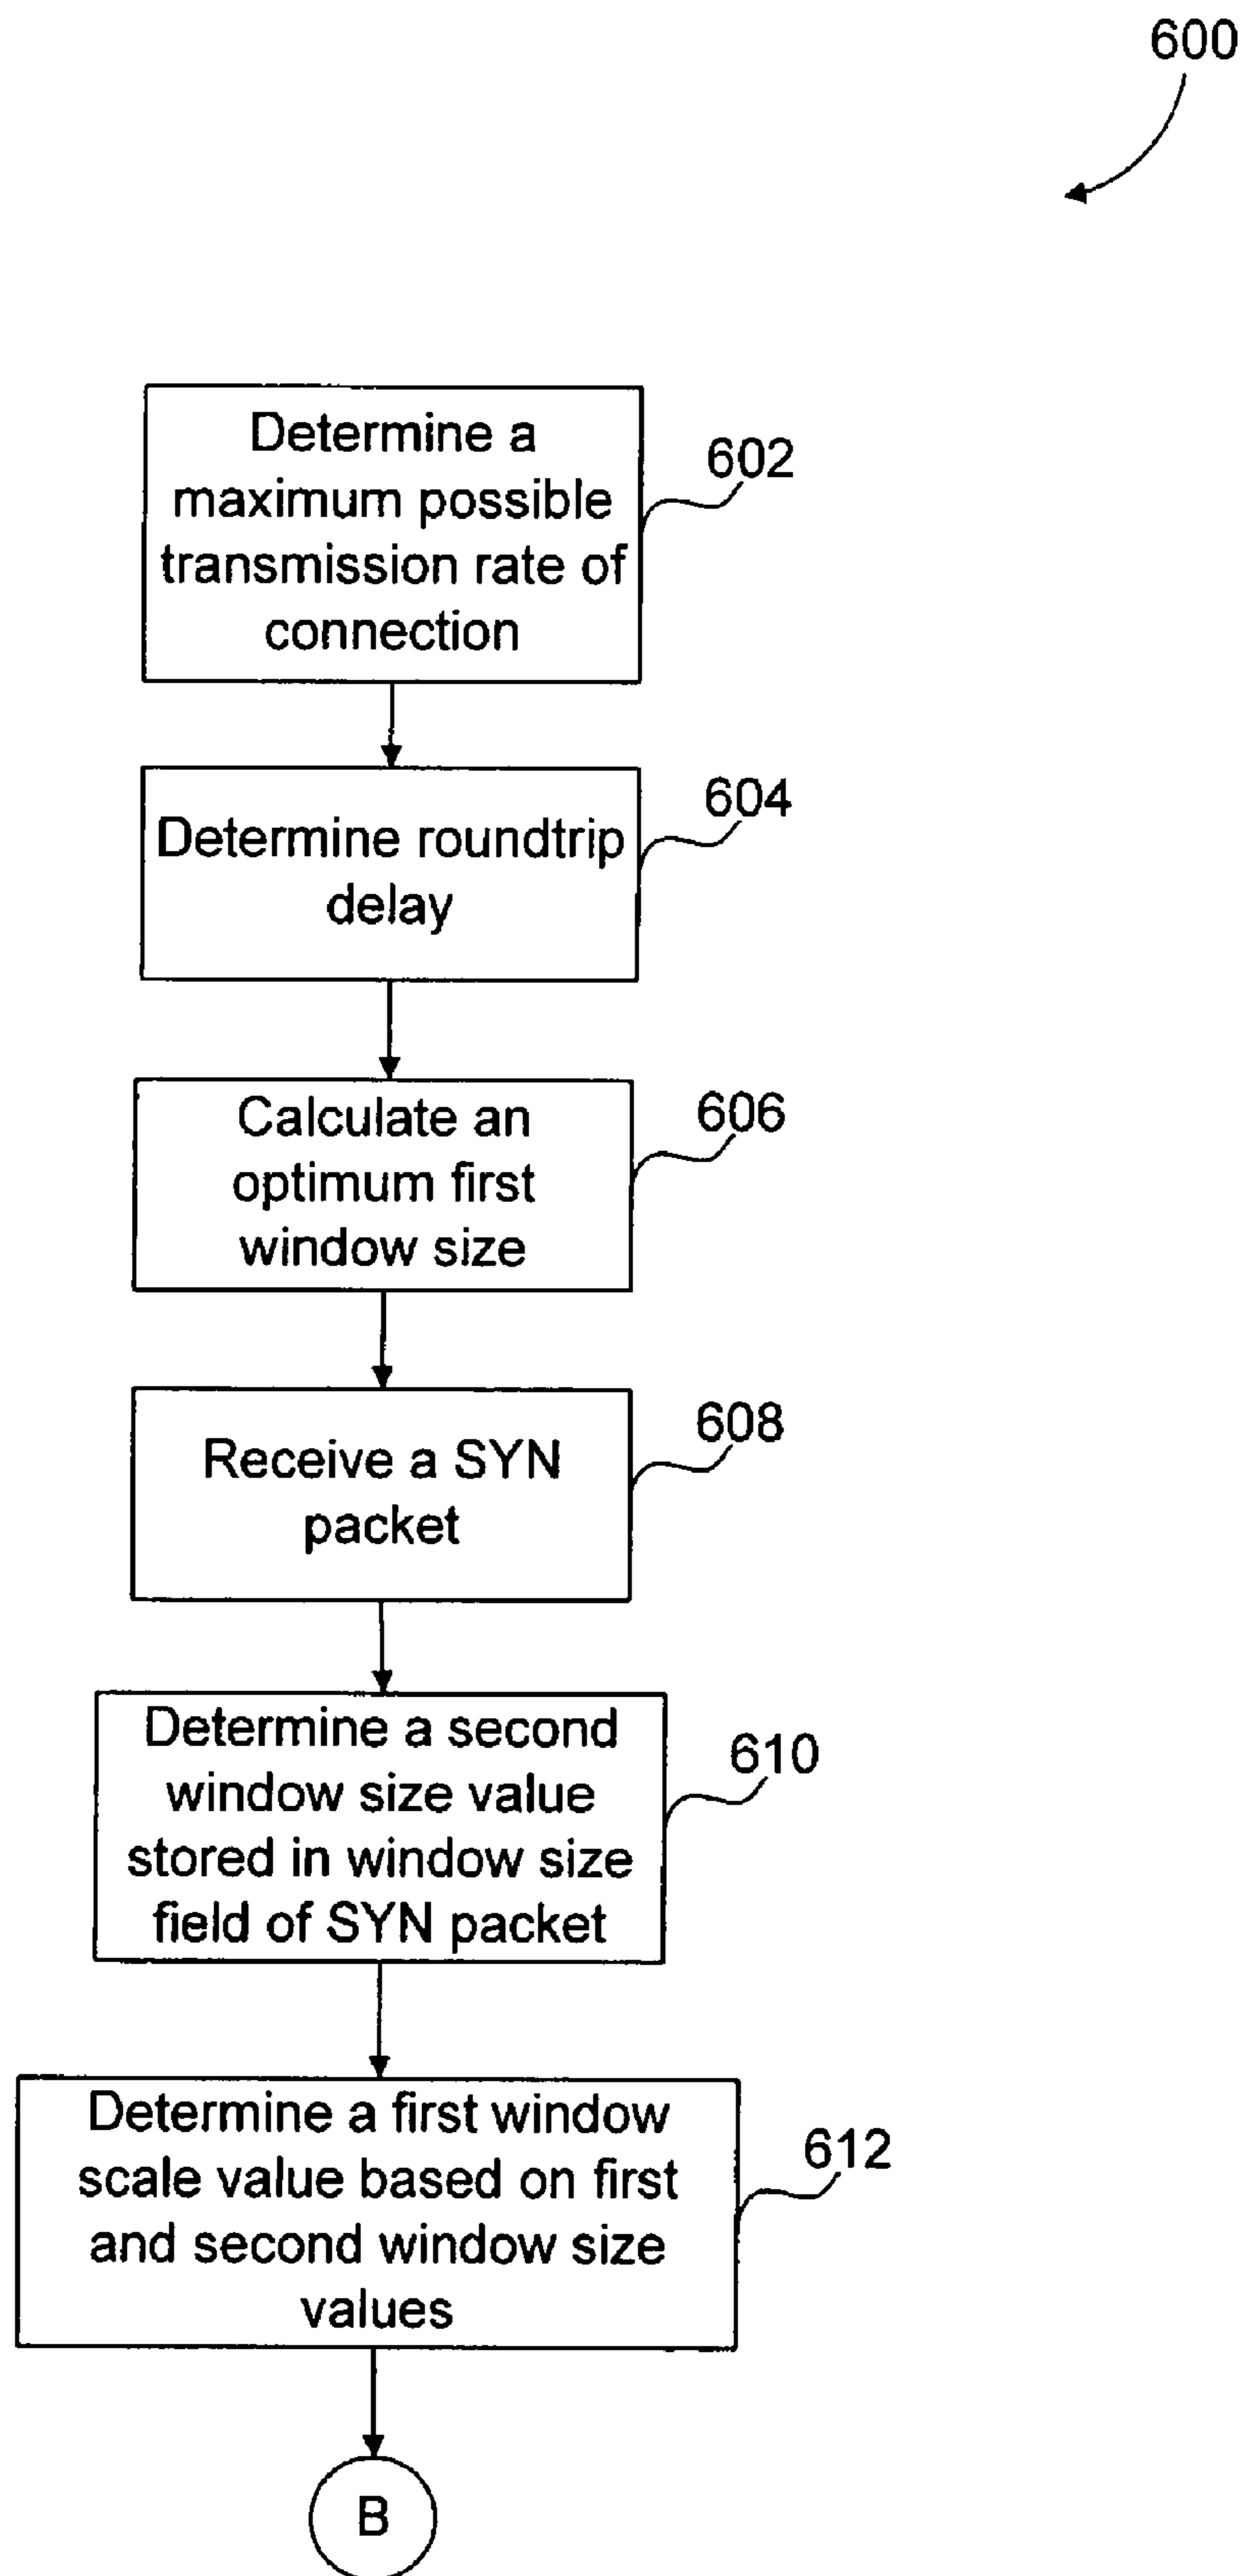 600
Determine a
maximum possible
transmission rate of
connection
602
Determine roundtrip
delay
604
Calculate an
optimum first
window size
606
Receive a SYN
packet
608
Determine a second
window size value
stored in window size
field of SYN packet
610
Determine a first window
scale value based on first
and second window size
values
612
B